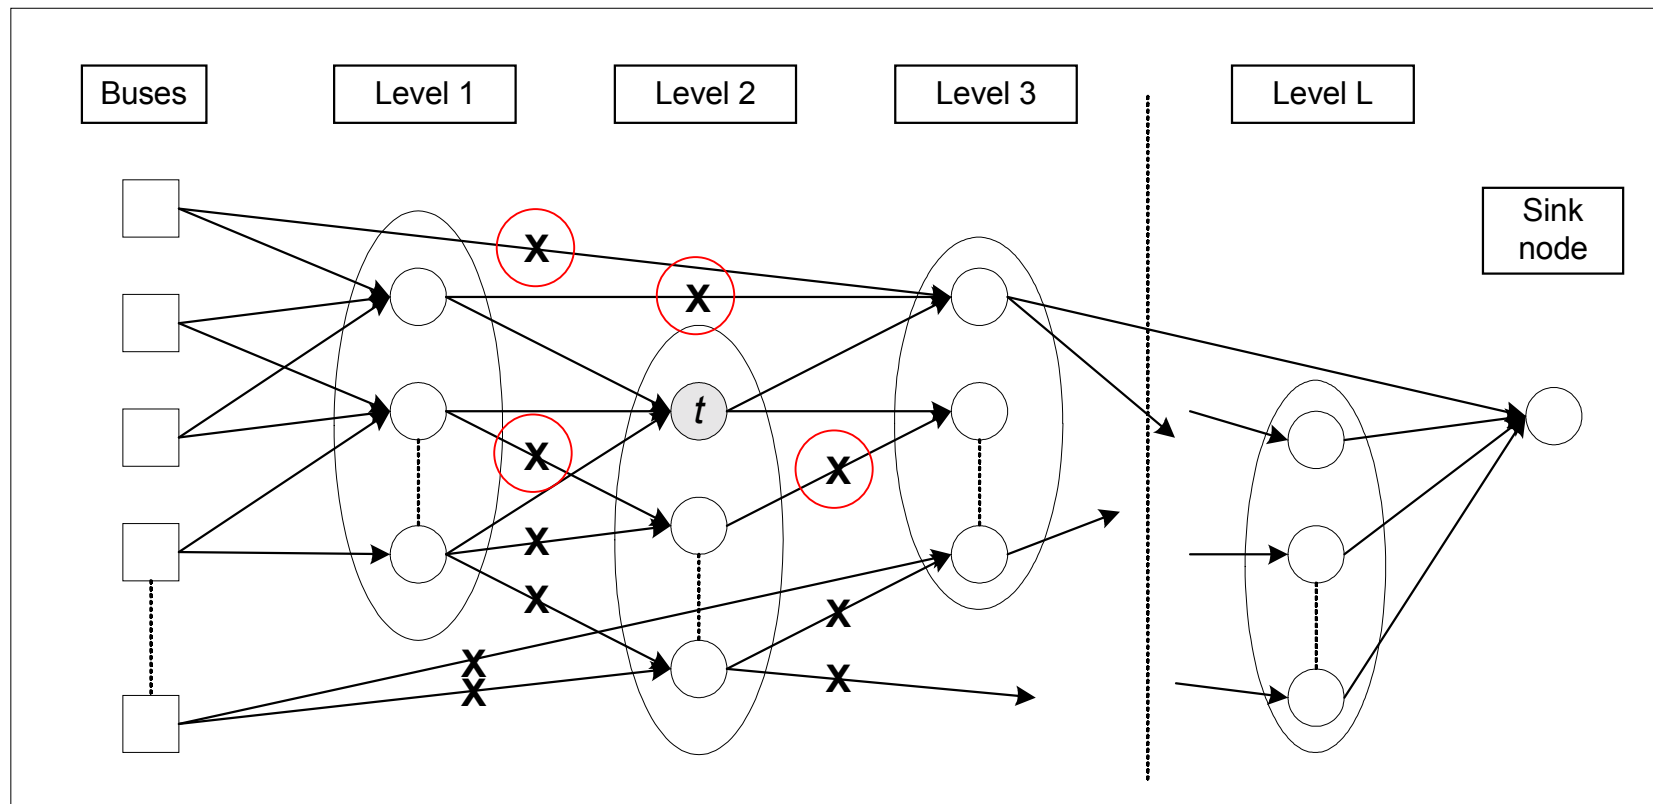 Buses
Level 1
Level 2
Level 3
Level L
Sink
node
X
X
t
X
X
X
X
X
X
X
X